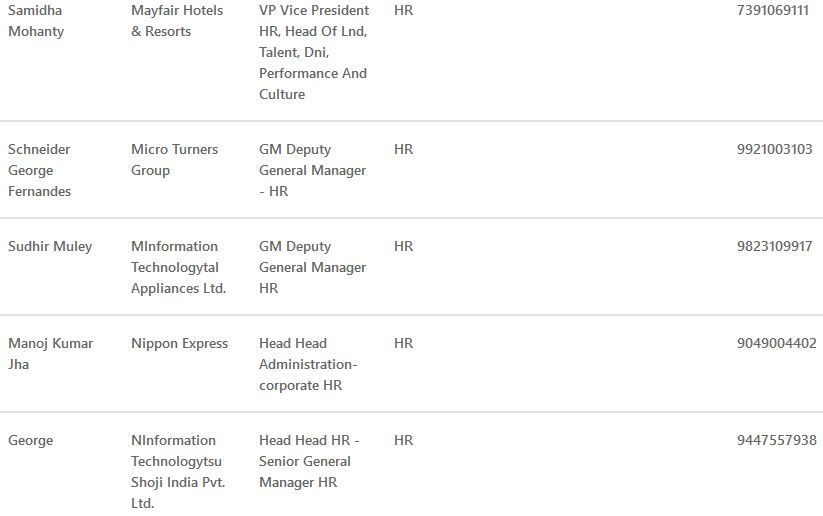 Samidha Mohanty
Mayfair Hotels & Resorts
VP Vice President HR, Head Of Lnd, Talent, Dni, Performance And Culture
HR
7391069111
Schneider George Fernandes
Micro Turners Group
GM Deputy General Manager - HR
HR
9921003103
Sudhir Muley
MInformation Technologytal Appliances Ltd.
GM Deputy General Manager HR
HR
9823109917
Manoj Kumar Jha
Nippon Express
Head Head Administration-corporate HR
HR
9049004402
George
NInformation Technologytsu Shoji India Pvt. Ltd.
Head Head HR - Senior General Manager HR
HR
9447557938